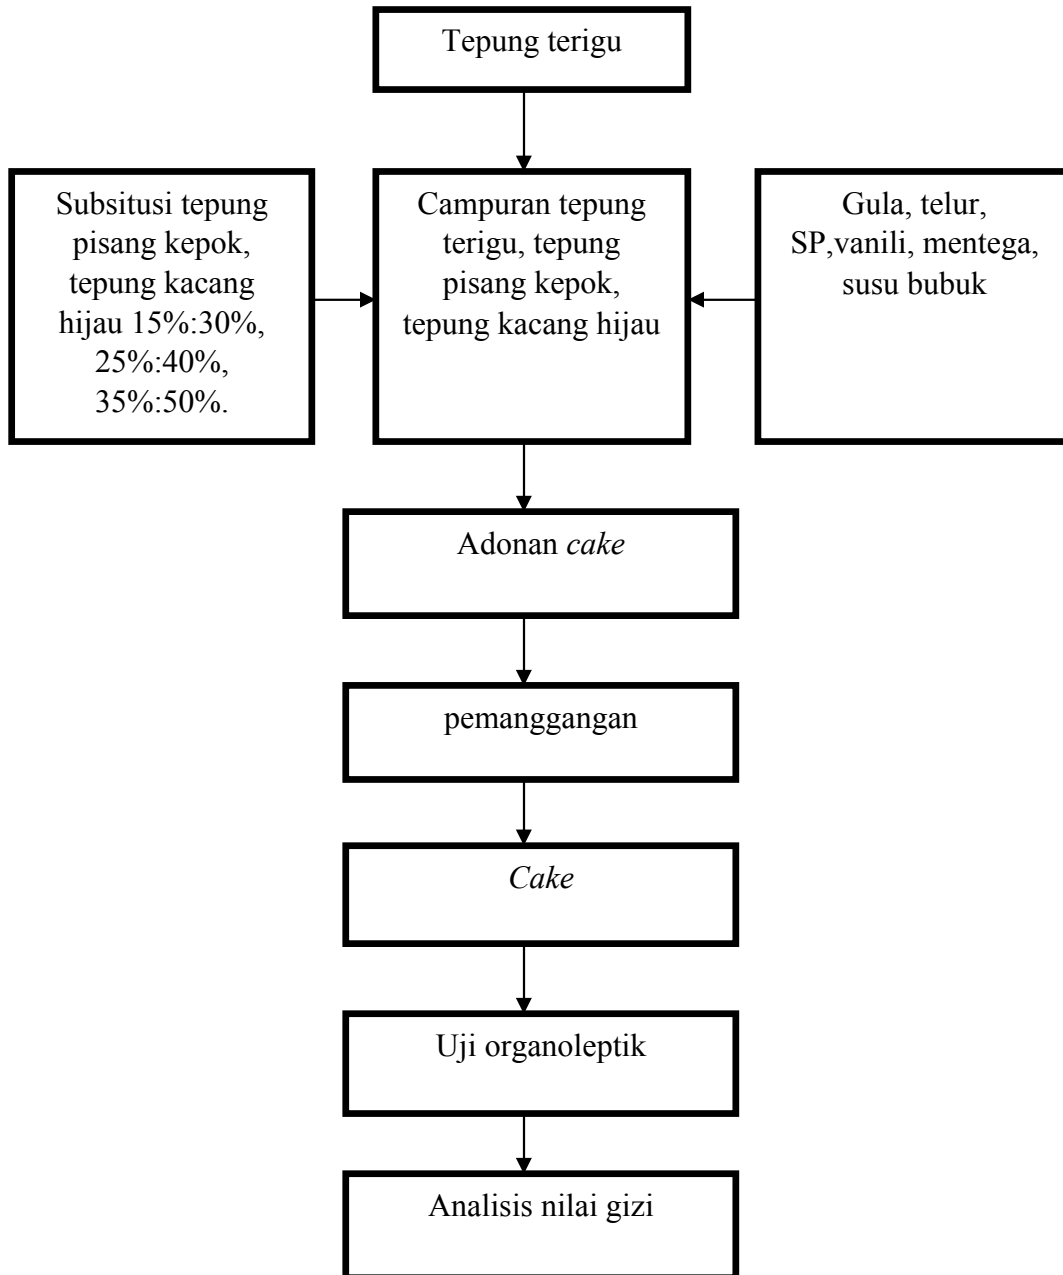 Tepung terigu
Subsitusi tepung
pisang kepok,
tepung kacang
hijau 15%:30%,
25%:40%,
35%:50%.
Campuran tepung
terigu, tepung
pisang kepok,
tepung kacang hijau
Gula, telur,
SP,vanili, mentega,
susu bubuk
Adonan cake
pemanggangan
Cake
Uji organoleptik
Analisis nilai gizi